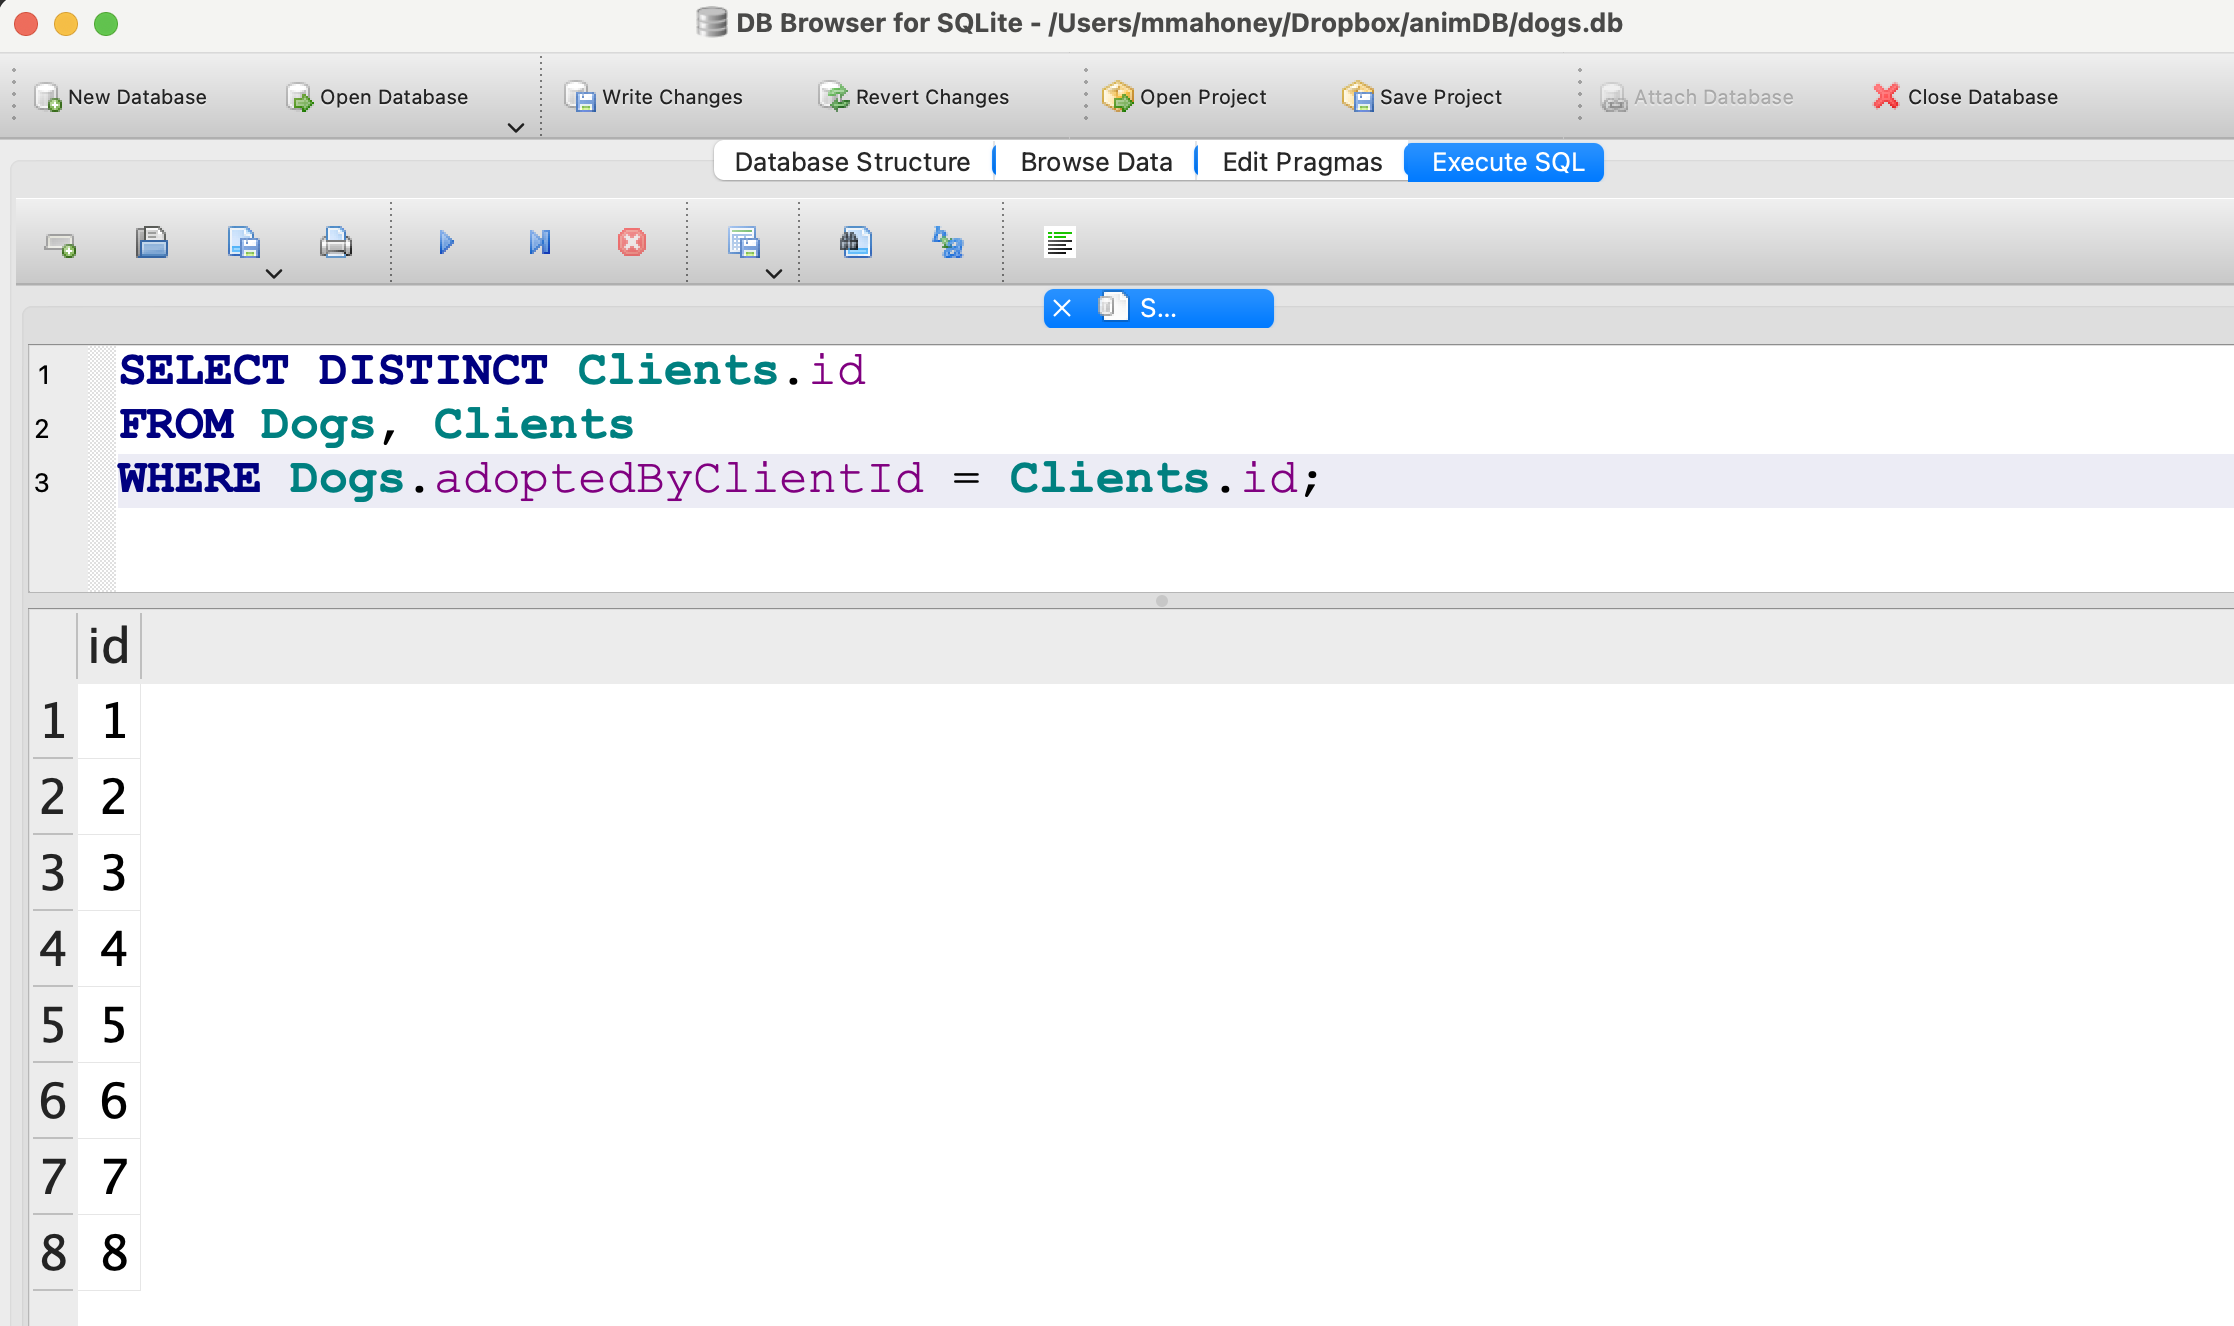 DB Browser for SQLite - /Users/mmahoney/Dropbox/animDB/dogs.db
New Database Open Database Write Changes Revert Changes Open Project Save Project Attach Database Close Database
Database Structure Browse Data Edit Pragmas Execute SQL
S...
1 SELECT DISTINCT Clients.id
2 FROM Dogs, Clients
3 WHERE Dogs.adoptedByClientId = Clients.id;
id
1 1
2 2
3 3
4 4
5 5
6 6
7 7
8 8